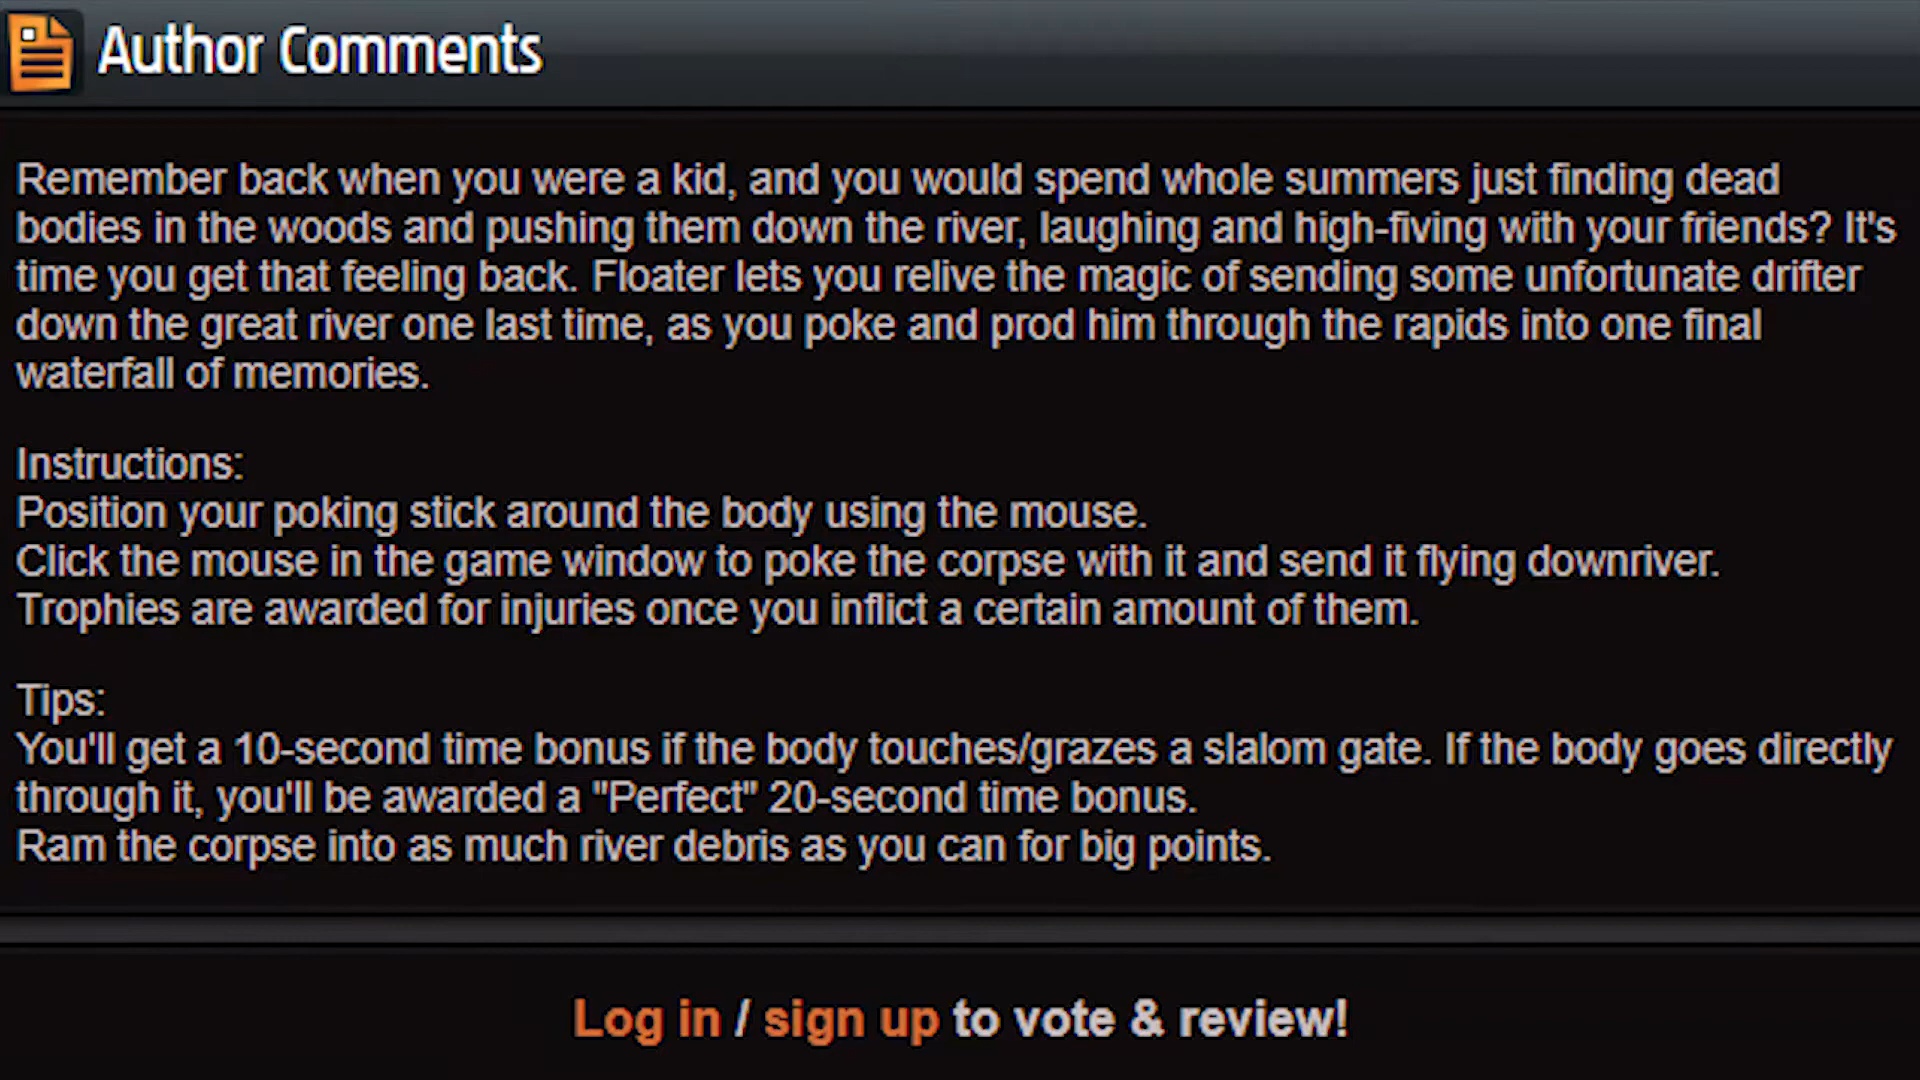 Author Comments
Remember back when you were a kid, and you would spend whole summers just finding dead
bodies in the woods and pushing them down the river, laughing and high-fiving with your friends? It's
time you get that feeling back. Floater lets you relive the magic of sending some unfortunate drifter
down the great river one last time, as you poke and prod him through the rapids into one final
waterfall of memories.
Instructions:
Position your poking stick around the body using the mouse.
Click the mouse in the game window to poke the corpse with it and send it flying downriver.
Trophies are awarded for injuries once you inflict a certain amount of them.
Tips:
You'll get a 10-second time bonus if the body touches/grazes a slalom gate. If the body goes directly
through it, you'll be awarded a "Perfect" 20-second time bonus.
Ram the corpse into as much river debris as you can for big points.
Log in / sign up to vote & review!